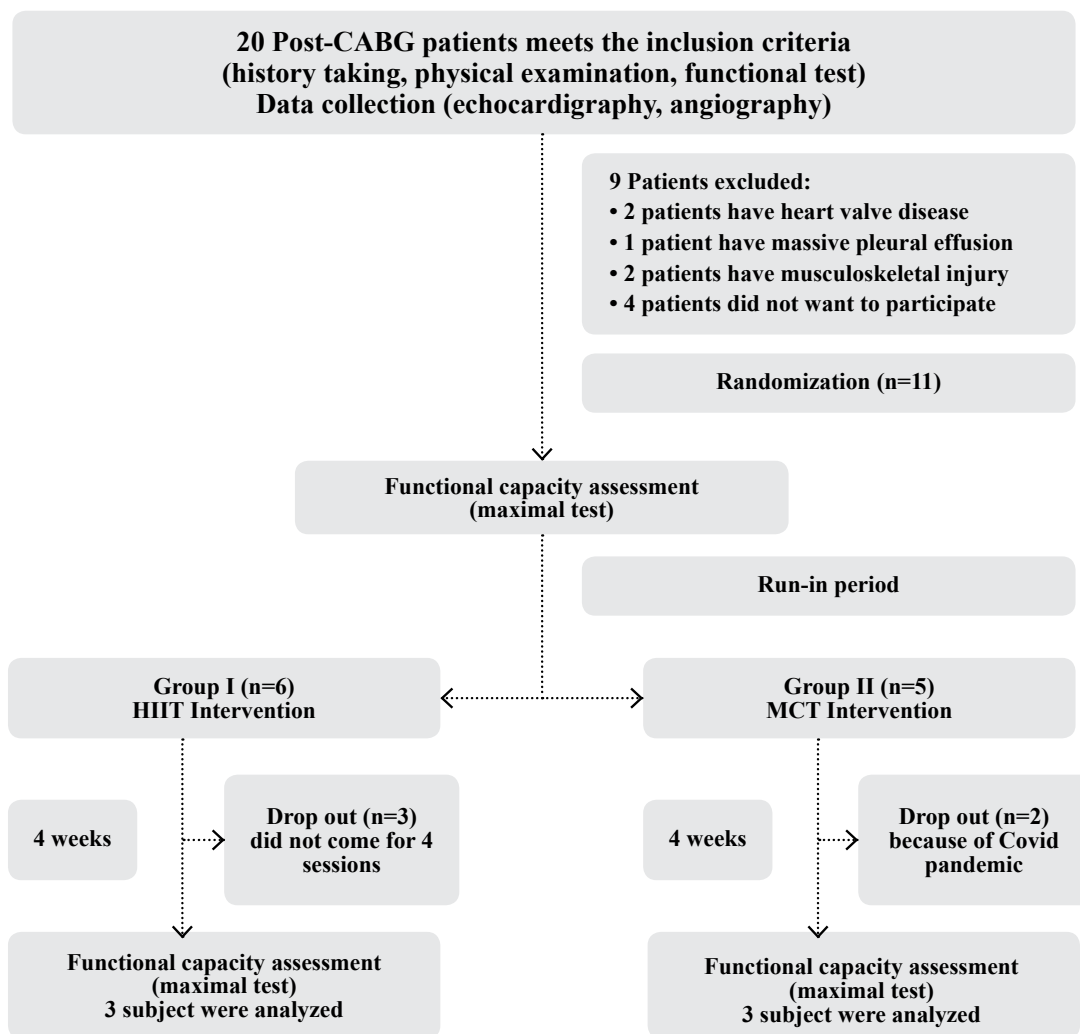 20 Post-CABG patients meets the inclusion criteria
(history taking, physical examination, functional test)
Data collection (echocardigraphy, angiography)
9 Patients excluded:
• 2 patients have heart valve disease
• 1 patient have massive pleural effusion
• 2 patients have musculoskeletal injury
• 4 patients did not want to participate
Randomization (n=11)
Functional capacity assessment
(maximal test)
Run-in period
Group I (n=6)
HIIT Intervention
Group II (n=5)
MCT Intervention
4 weeks
Drop out (n=3)
did not come for 4
sessions
4 weeks
Drop out (n=2)
because of Covid
pandemic
Functional capacity assessment
(maximal test)
3 subject were analyzed
Functional capacity assessment
(maximal test)
3 subject were analyzed